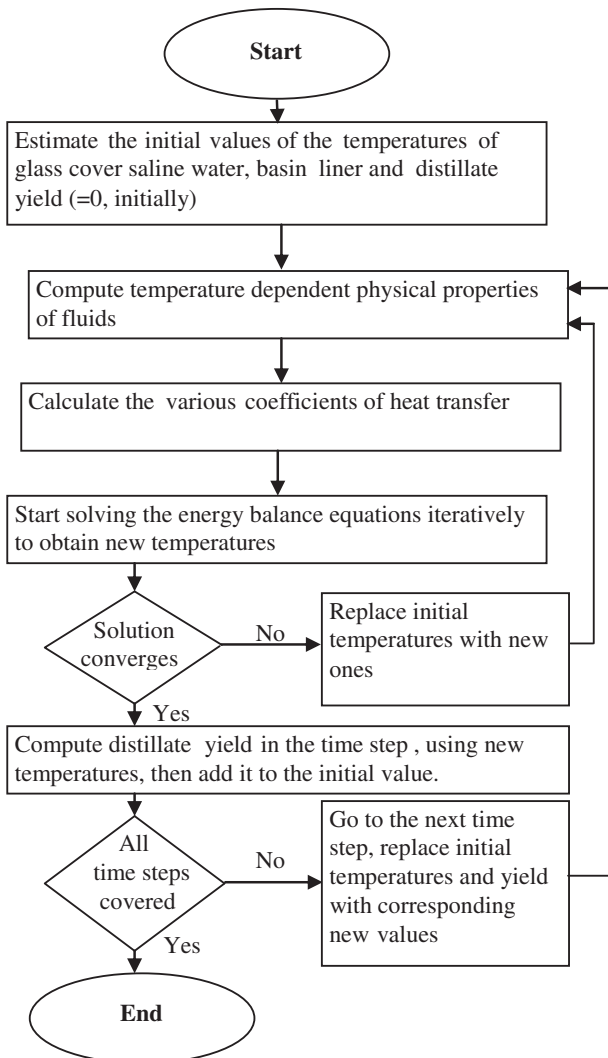 Start
Estimate the initial values of the temperatures of
glass cover saline water, basin liner and distillate
yield (=0, initially)
Compute temperature dependent physical properties
of fluids
Calculate the various coefficients of heat transfer
Start solving the energy balance equations iteratively
to obtain new temperatures
Solution
converges
No
Replace initial
temperatures with new
ones
Yes
Compute distillate yield in the time step , using new
temperatures, then add it to the initial value.
All
time steps
covered
No
Go to the next time
step, replace initial
temperatures and yield
with corresponding
new values
Yes
End